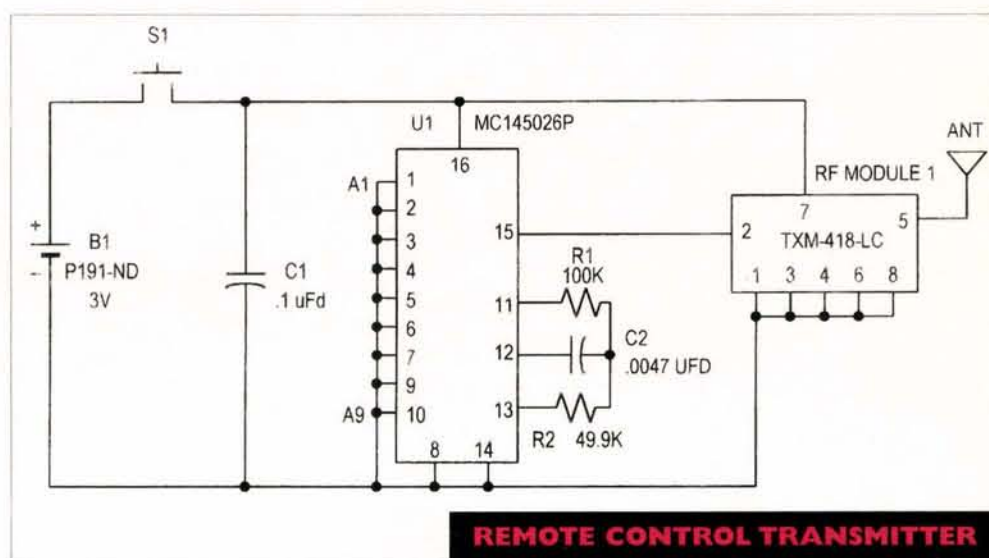 S1
U1 MC145026P
ANT
16
RF MODULE 1
A1 1
2
3
4
5
6
7
9
A9 10
15
11
12
13
8 14
R1
100K
C2
.0047 UFD
R2 49.9K
7
2 TXM-418-LC 5
1 3 4 6 8
+
B1
-
P191-ND
3V
C1
.1 uFd
REMOTE CONTROL TRANSMITTER